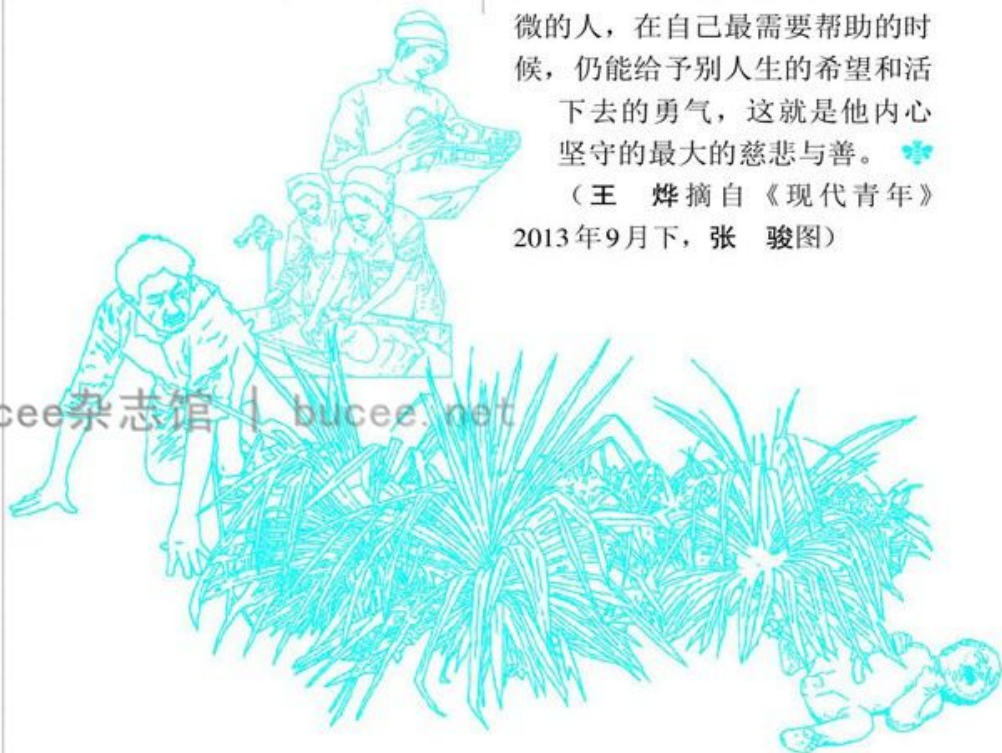 微的人，在自己最需要帮助的时
候，仍能给予别人生的希望和活
下去的勇气，这就是他内心
坚守的最大的慈悲与善。
（王　烨摘自《现代青年》
2013年9月下，张　骏图）
cee杂志馆 | bucee.net